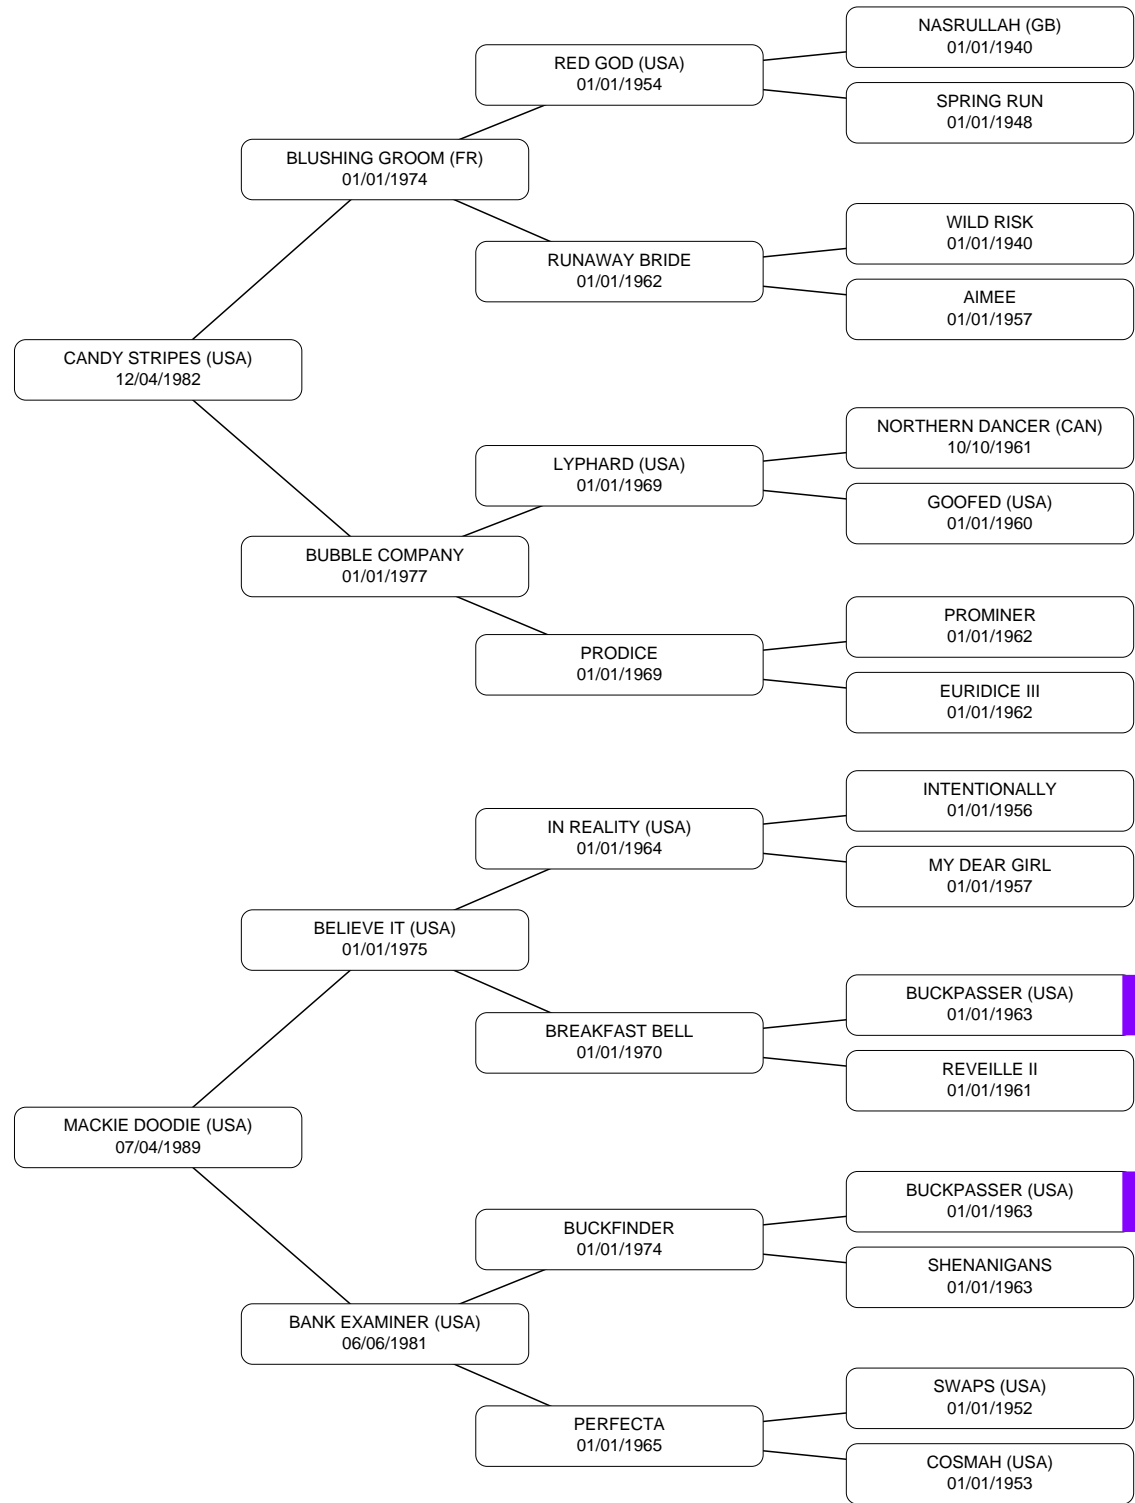 NASRULLAH (GB)
01/01/1940
RED GOD (USA)
01/01/1954
SPRING RUN
01/01/1948
BLUSHING GROOM (FR)
01/01/1974
WILD RISK
01/01/1940
RUNAWAY BRIDE
01/01/1962
AIMEE
01/01/1957
CANDY STRIPES (USA)
12/04/1982
NORTHERN DANCER (CAN)
10/10/1961
LYPHARD (USA)
01/01/1969
GOOFED (USA)
01/01/1960
BUBBLE COMPANY
01/01/1977
PROMINER
01/01/1962
PRODICE
01/01/1969
EURIDICE III
01/01/1962
INTENTIONALLY
01/01/1956
IN REALITY (USA)
01/01/1964
MY DEAR GIRL
01/01/1957
BELIEVE IT (USA)
01/01/1975
BUCKPASSER (USA)
01/01/1963
BREAKFAST BELL
01/01/1970
REVEILLE II
01/01/1961
MACKIE DOODIE (USA)
07/04/1989
BUCKPASSER (USA)
01/01/1963
BUCKFINDER
01/01/1974
SHENANIGANS
01/01/1963
BANK EXAMINER (USA)
06/06/1981
SWAPS (USA)
01/01/1952
PERFECTA
01/01/1965
COSMAH (USA)
01/01/1953